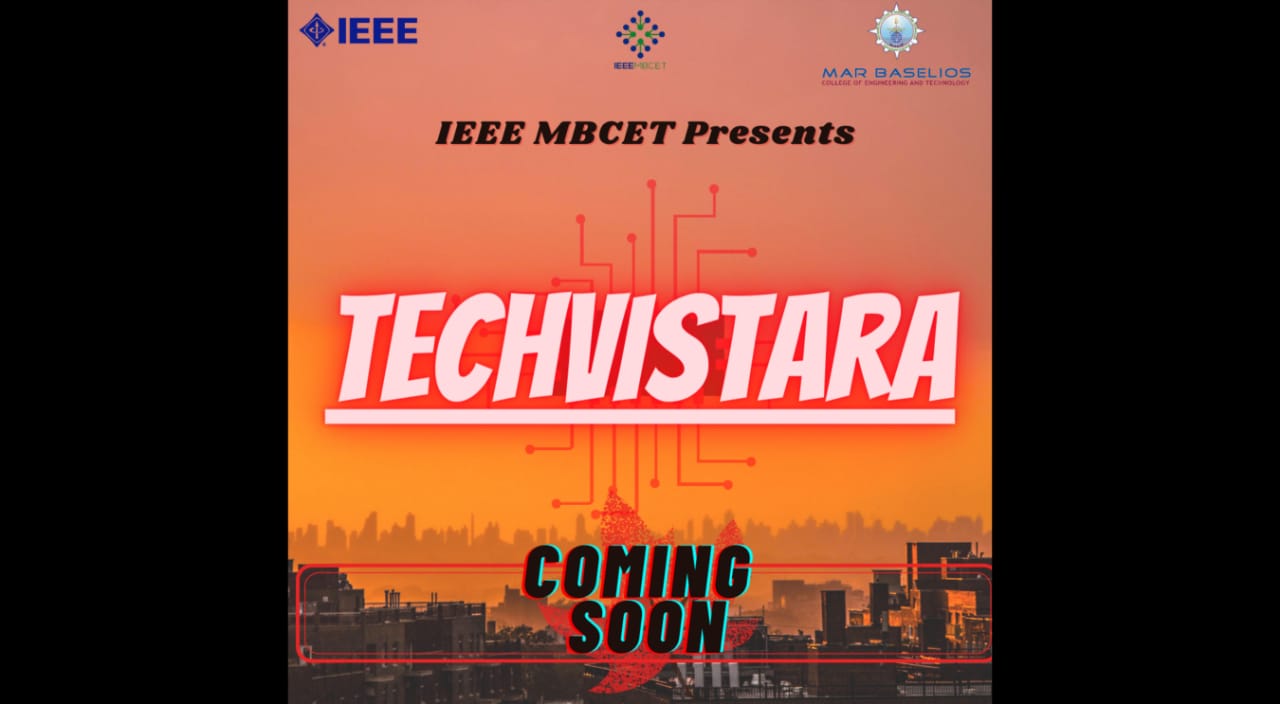 IEEE
IEEEMBCET
MAR BASELIOS
COLLEGE OF ENGINEERING AND TECHNOLOGY
IEEE MBCET Presents
TECHVISTARA
COMING
SOON